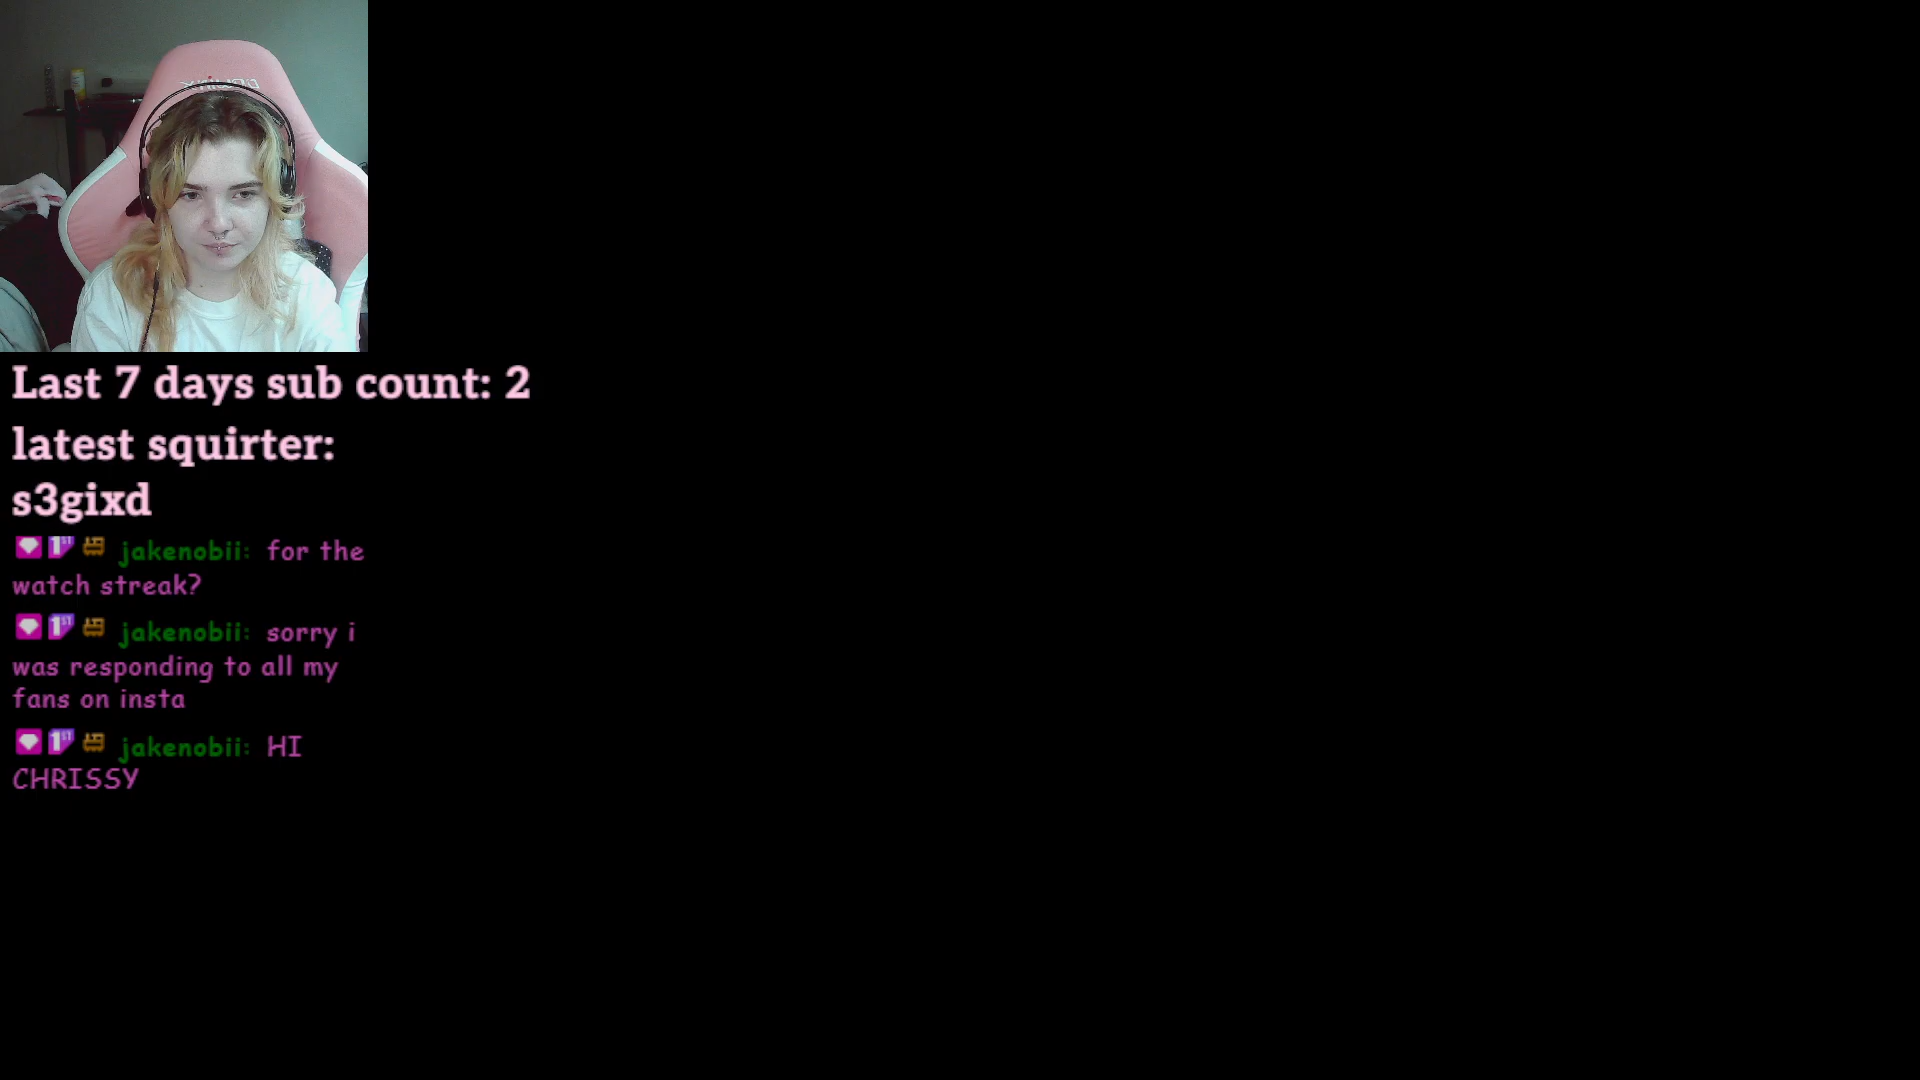 Last 7 days sub count: 2
latest squirter:
s3gixd
jakenobii: for the
watch streak?
jakenobii: sorry i
was responding to all my
fans on insta
jakenobii: HI
CHRISSY